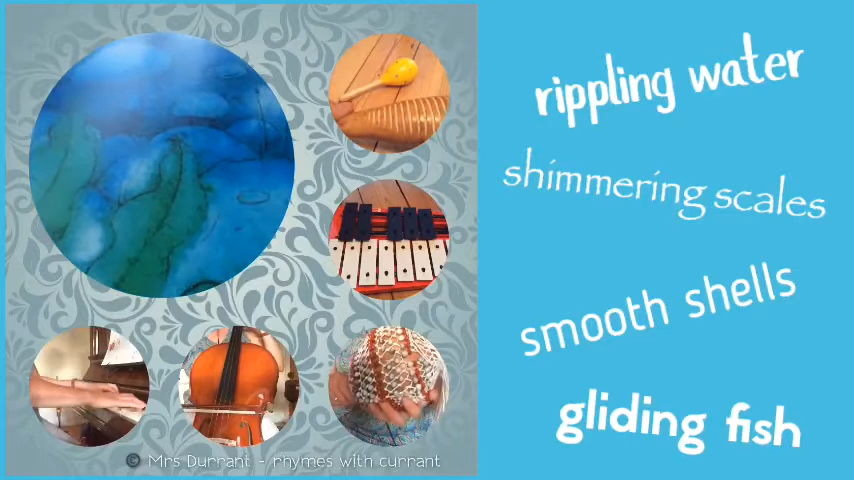 rippling water
shimmering scales
smooth shells
gliding fish
© Mrs Durrant - rhymes with currant